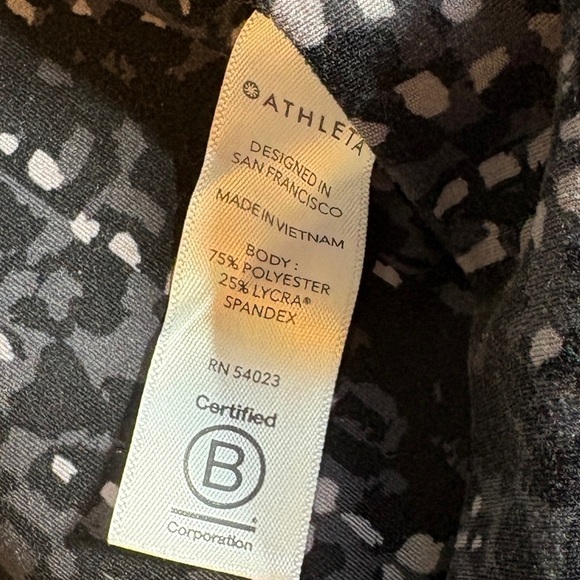 ATHLETA
DESIGNED IN
SAN FRANCISCO
MADE IN VIETNAM
BODY :
75% POLYESTER
25% LYCRA®
SPANDEX
RN 54023
Certified
B
Corporation